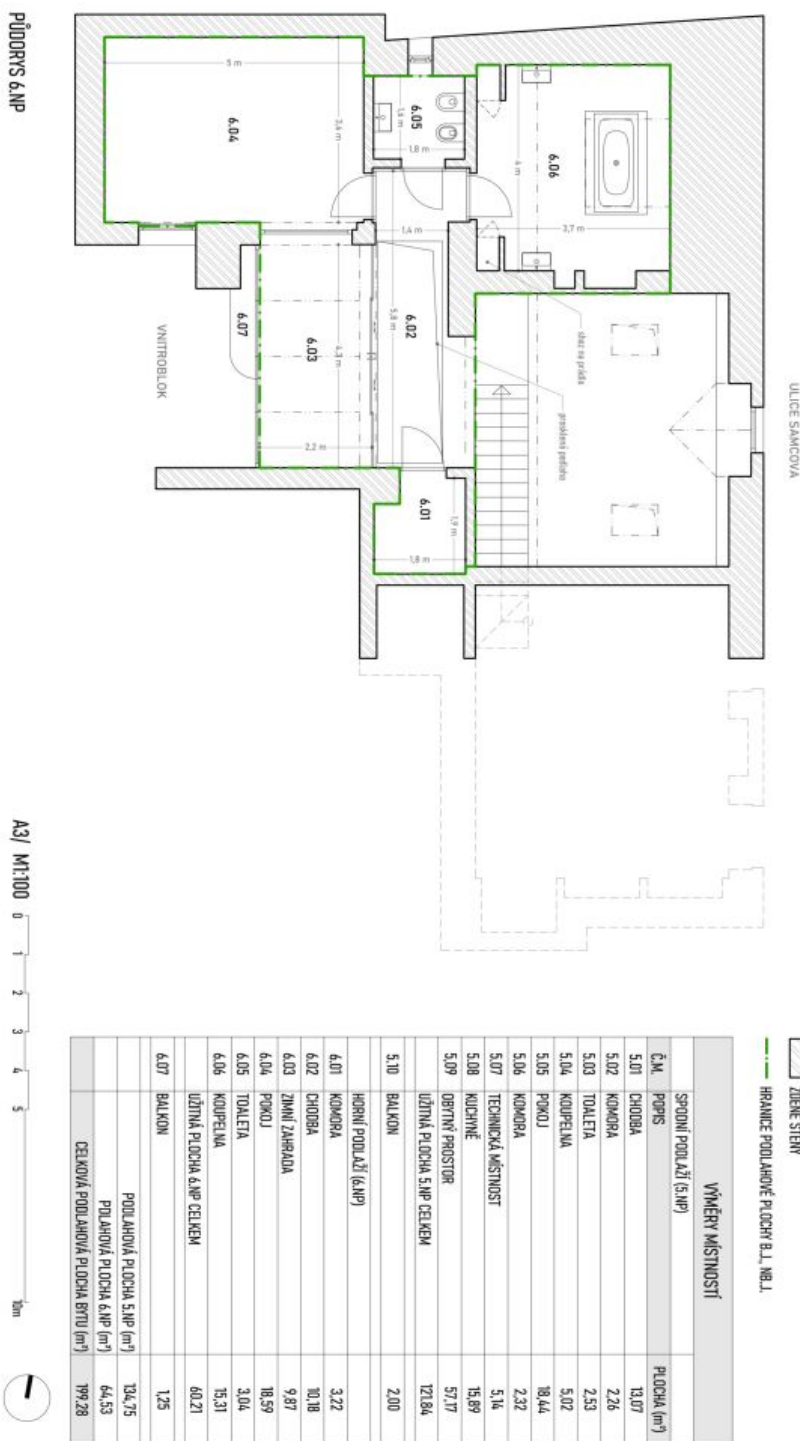 PŮDORYS 6.NP
ULICE SAMCOVA
VNITROBLOK
6.04
5 m
3,6 m
6.05
1,6 m
1,8 m
6.06
4 m
3,7 m
1,4 m
6.02
5,8 m
6.03
4,3 m
2,2 m
6.07
6.01
1,9 m
1,8 m
shoz na prádlo
prosklená podlaha
A3/ M1:100
0 1 2 3 4 5 10m
ZDĚNÉ STĚNY
HRANICE PODLAHOVÉ PLOCHY B.J., NB.J.
VÝMĚRY MÍSTNOSTÍ
SPODNÍ PODLAŽÍ (5.NP)
Č.M. POPIS PLOCHA (m²)
5.01 CHODBA 13,07
5.02 KOMORA 2,26
5.03 TOALETA 2,53
5.04 KOUPELNA 5,02
5.05 POKOJ 18,44
5.06 KOMORA 2,32
5.07 TECHNICKÁ MÍSTNOST 5,14
5.08 KUCHYNĚ 15,89
5,09 OBYTNÝ PROSTOR 57,17
UŽITNÁ PLOCHA 5.NP CELKEM 121,84
5.10 BALKON 2,00
HORNÍ PODLAŽÍ (6.NP)
6.01 KOMORA 3,22
6.02 CHODBA 10,18
6.03 ZIMNÍ ZAHRADA 9,87
6.04 POKOJ 18,59
6.05 TOALETA 3,04
6.06 KOUPELNA 15,31
UŽITNÁ PLOCHA 6.NP CELKEM 60,21
6.07 BALKON 1,25
PODLAHOVÁ PLOCHA 5.NP (m²) 134,75
POLAHOVÁ PLOCHA 6.NP (m²) 64,53
CELKOVÁ PODLAHOVÁ PLOCHA BYTU (m²) 199,28